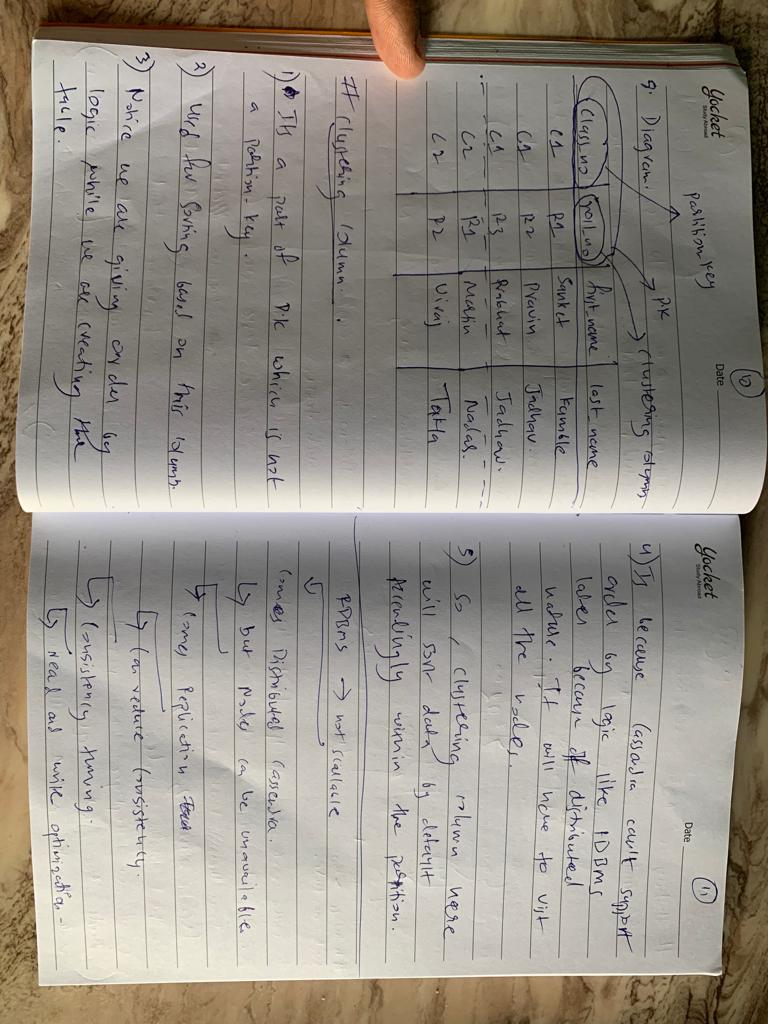 10
Yocket
Study Abroad
Date
partition key
9. Diagram.
P.K
clustering column
class_no roll_no first_name last_name
C1 R1 Sanket Kamble
C1 R2 Pravin Jadhav.
C1 R3 Prabhat Jadhav.
C2 R1 Martin Nadar.
C2 R2 Viraj
# clustering column.
1) Its a part of P.K which is not
a partition-key.
2) used for sorting based on this column.
3) Notice we are giving order by
logic while we are creating the
table.
11
Yocket
Study Abroad
Date
4) Is because Cassandra can't support
order by logic like RDBMS
later because of distributed
nature. It will have to visit
all the nodes.
5) So, clustering column here
will sort data by default
accordingly within the partition.
RDBMS → not scallable
Comes Distributed Cassandra.
but Nodes can be unavailable
Comes Replication
Can reduce consistency.
Consistency tunning.
Read and write optimization.